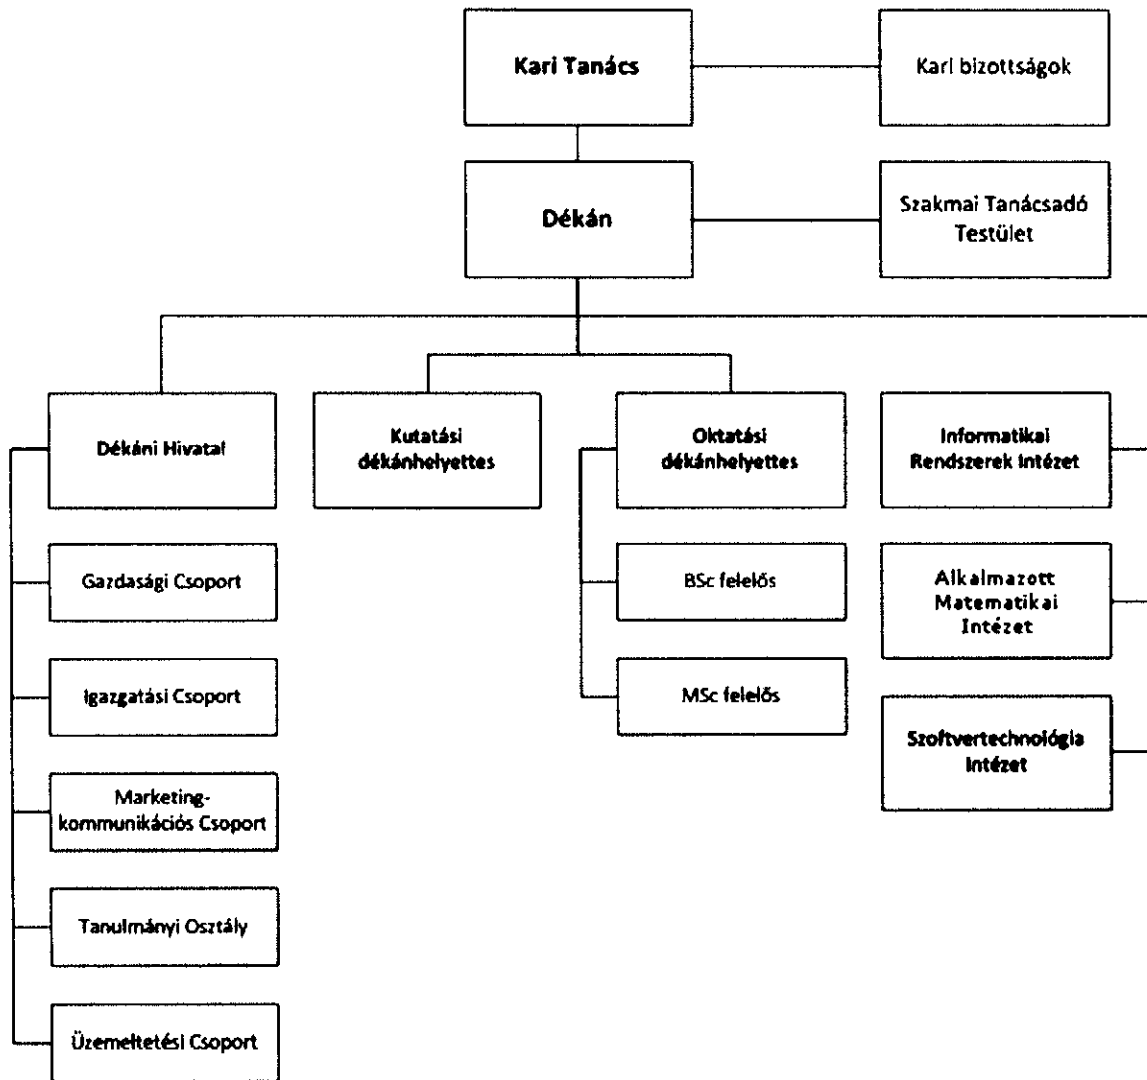 Kari Tanács
Kari bizottságok
Dékán
Szakmai Tanácsadó
Testület
Dékáni Hivatal
Kutatási
dékánhelyettes
Oktatási
dékánhelyettes
Informatikai
Rendszerek Intézet
Gazdasági Csoport
BSc felelős
Alkalmazott
Matematikai
Intézet
Igazgatási Csoport
MSc felelős
Szoftvertechnológia
Intézet
Marketing-
kommunikációs Csoport
Tanulmányi Osztály
Üzemeltetési Csoport